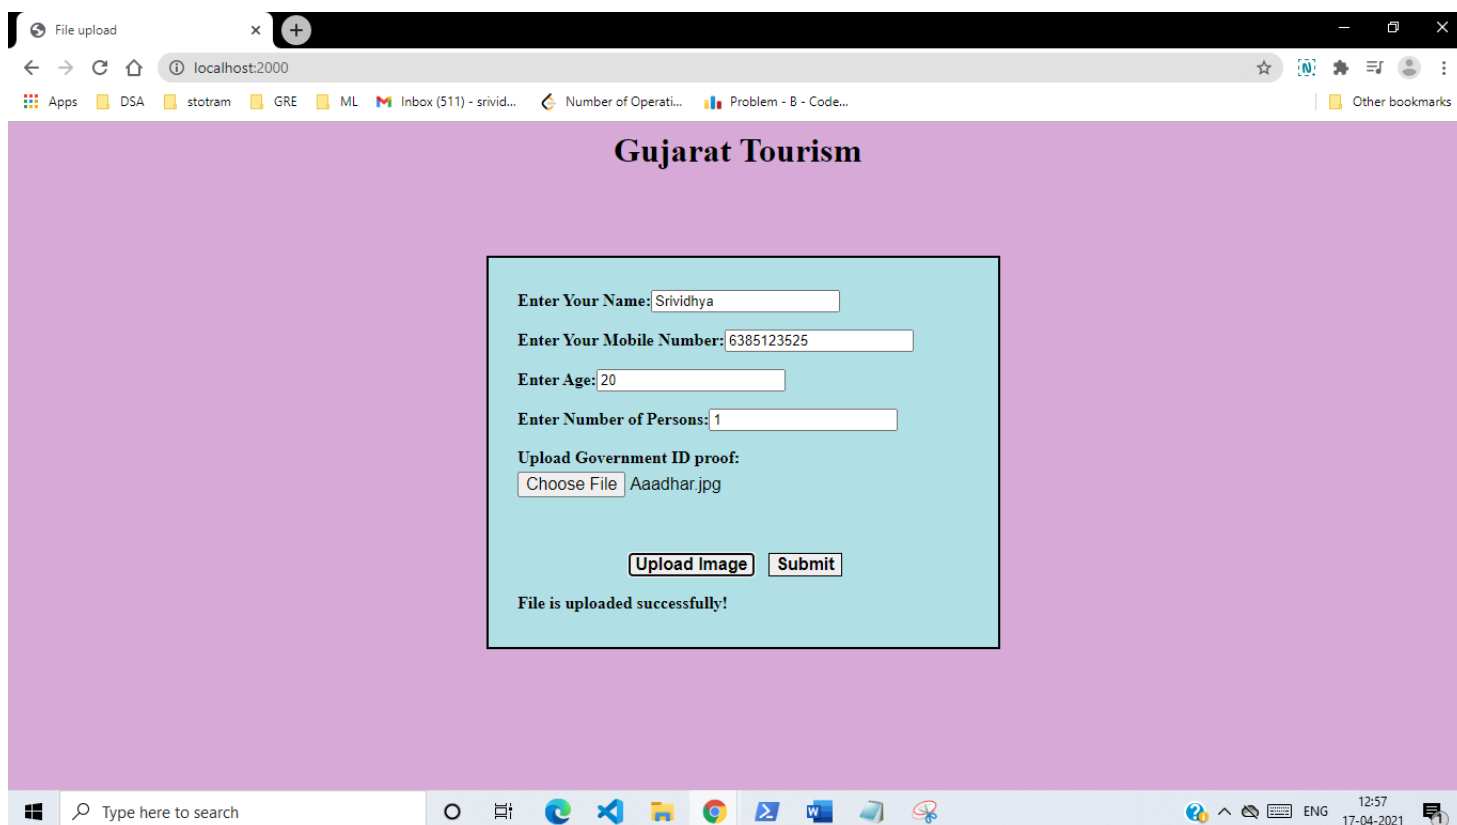 File upload
localhost:2000
Apps DSA stotram GRE ML Inbox (511) - srivid... Number of Operati... Problem - B - Code... Other bookmarks
Gujarat Tourism
Enter Your Name: Srividhya
Enter Your Mobile Number: 6385123525
Enter Age: 20
Enter Number of Persons: 1
Upload Government ID proof:
Choose File Aaadhar.jpg
Upload Image Submit
File is uploaded successfully!
Type here to search ENG 12:57
17-04-2021